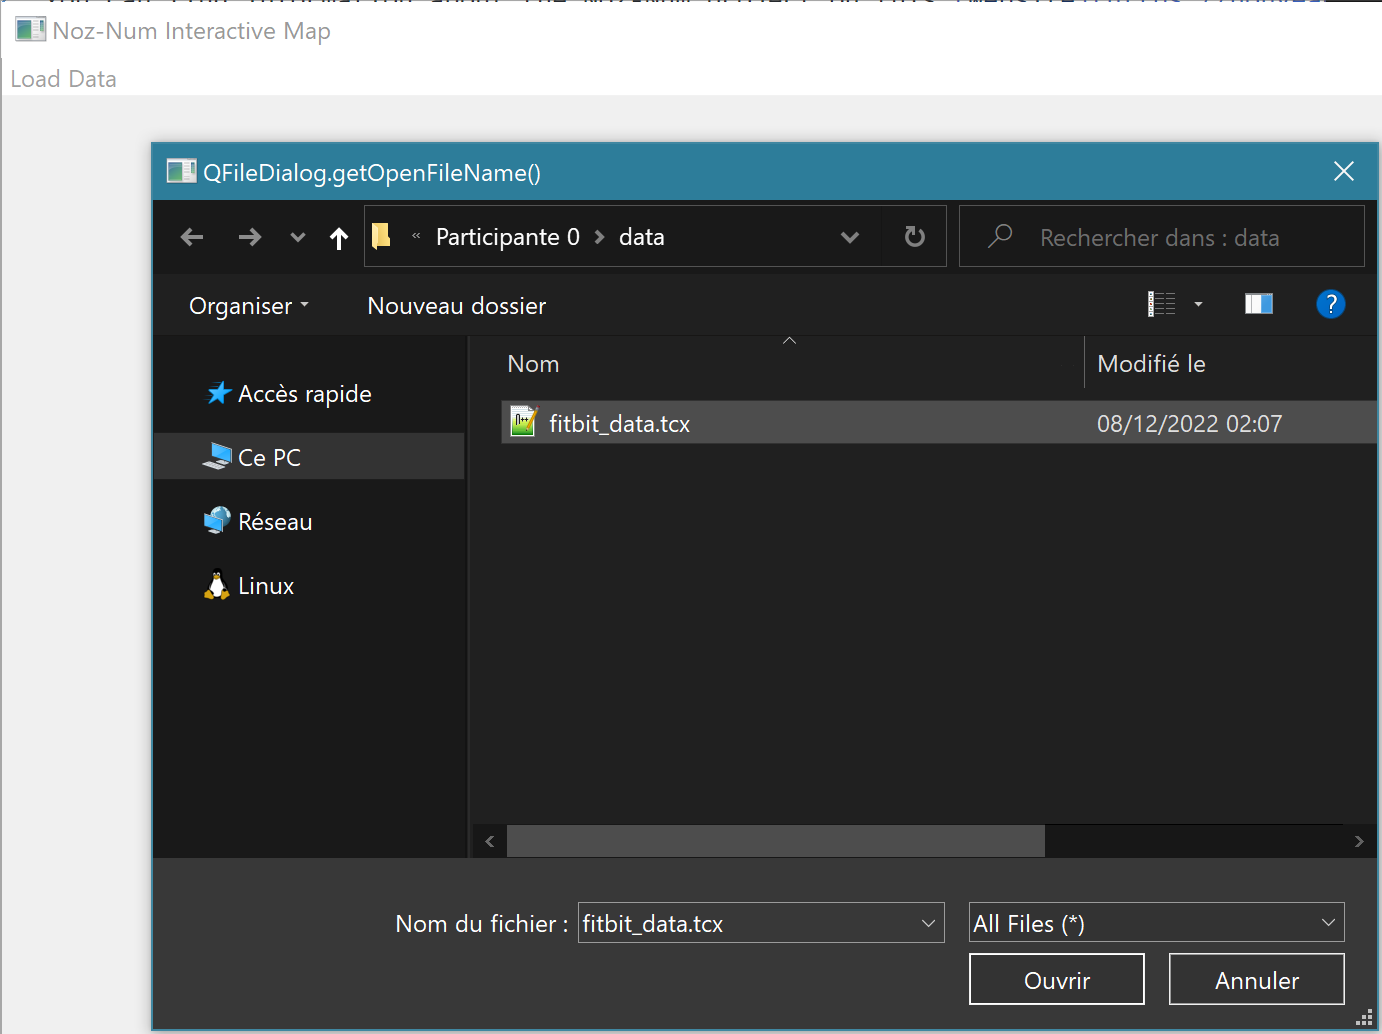 Noz-Num Interactive Map
Load Data
QFileDialog.getOpenFileName()
« Participante 0 > data
Rechercher dans : data
Organiser
Nouveau dossier
?
Nom
Modifié le
Accès rapide
fitbit_data.tcx
08/12/2022 02:07
Ce PC
Réseau
Linux
Nom du fichier :
fitbit_data.tcx
All Files (*)
Ouvrir
Annuler